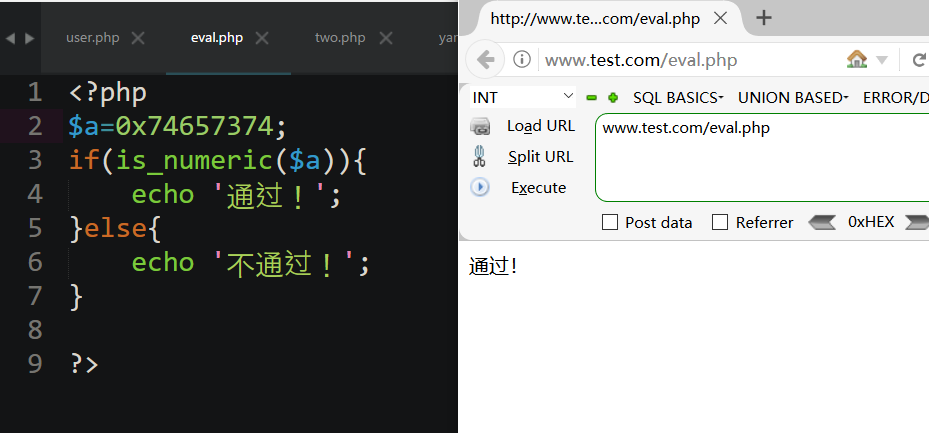 user.php
eval.php
two.php
yar
1 <?php
2 $a=0x74657374;
3 if(is_numeric($a)){
4     echo '通过！';
5 }else{
6     echo '不通过！';
7 }
8
9 ?>
http://www.te...com/eval.php
www.test.com/eval.php
INT
SQL BASICS
UNION BASED
ERROR/D
Load URL
www.test.com/eval.php
Split URL
Execute
Post data
Referrer
0xHEX
通过！